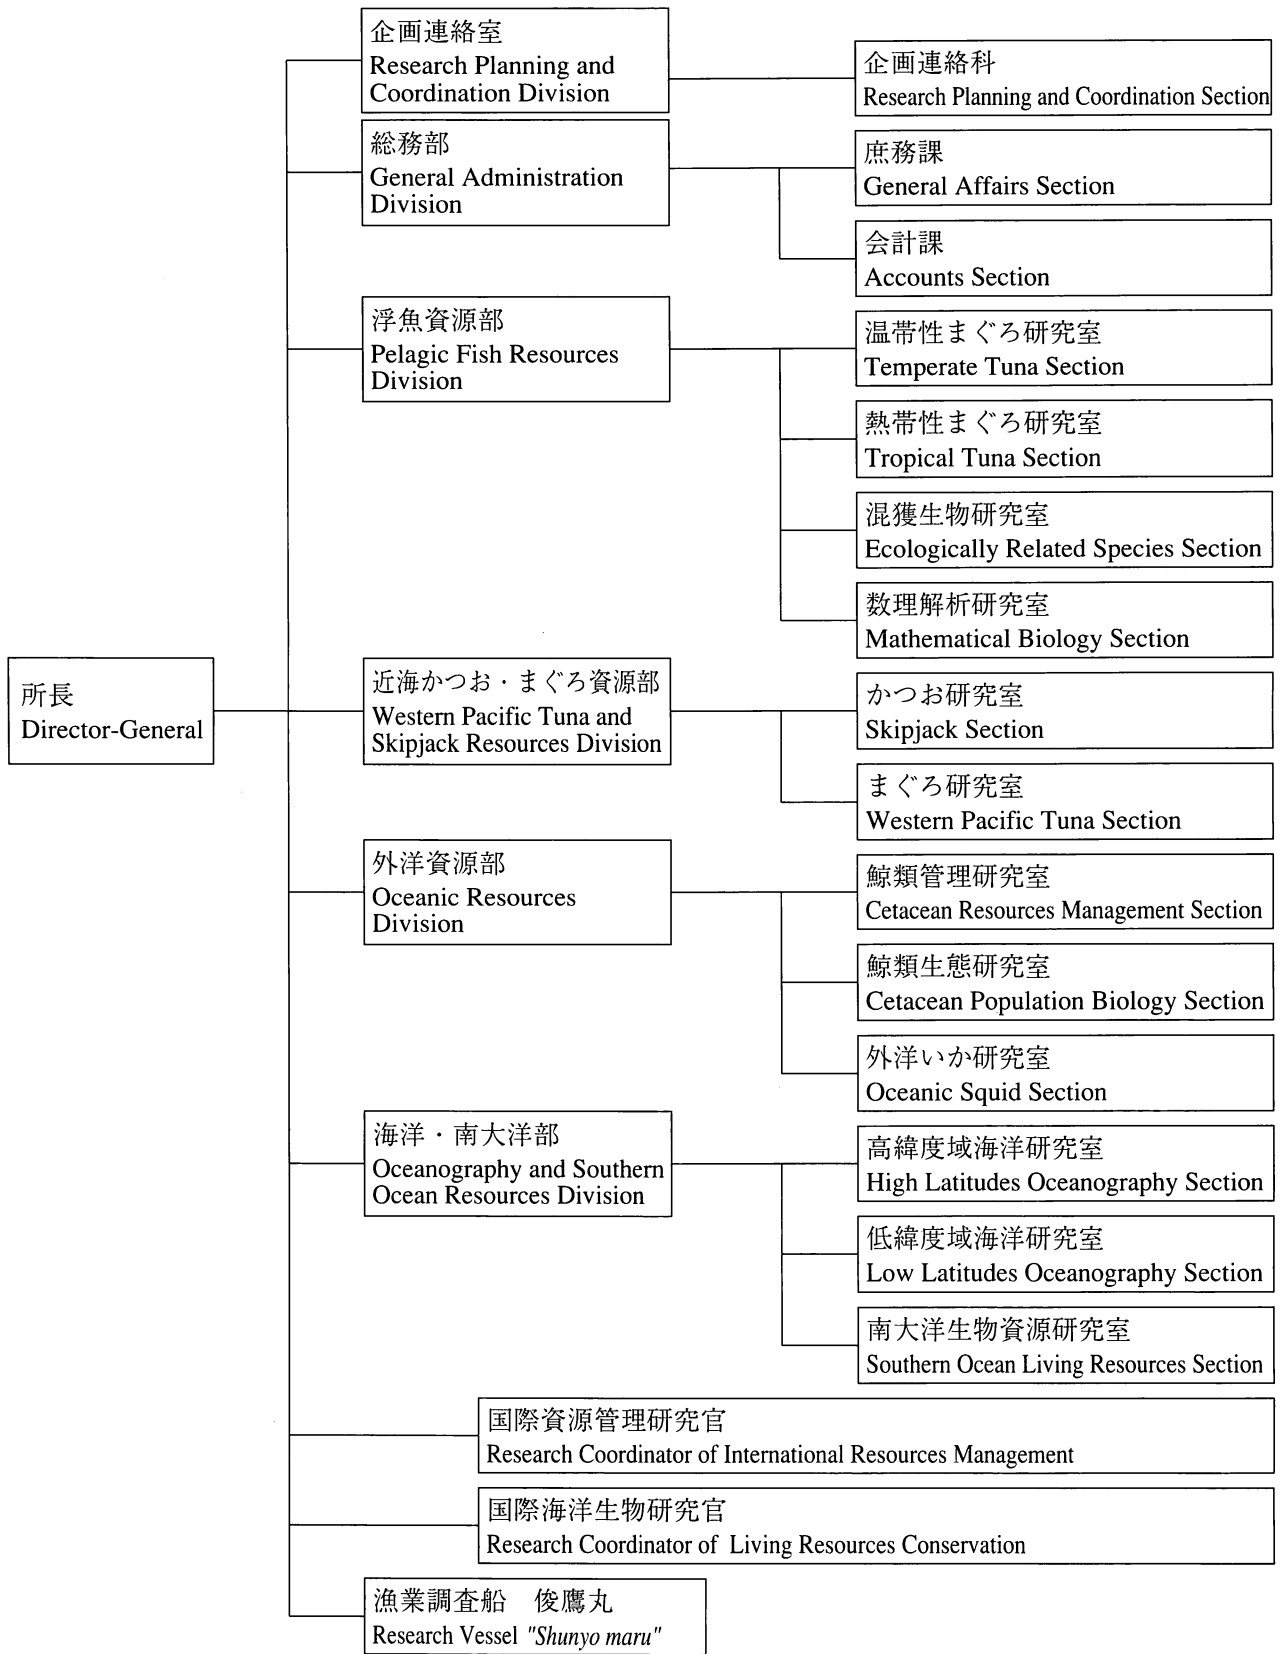 所長
Director-General
企画連絡室
Research Planning and
Coordination Division
企画連絡科
Research Planning and Coordination Section
総務部
General Administration
Division
庶務課
General Affairs Section
会計課
Accounts Section
浮魚資源部
Pelagic Fish Resources
Division
温帯性まぐろ研究室
Temperate Tuna Section
熱帯性まぐろ研究室
Tropical Tuna Section
混獲生物研究室
Ecologically Related Species Section
数理解析研究室
Mathematical Biology Section
近海かつお・まぐろ資源部
Western Pacific Tuna and
Skipjack Resources Division
かつお研究室
Skipjack Section
まぐろ研究室
Western Pacific Tuna Section
外洋資源部
Oceanic Resources
Division
鯨類管理研究室
Cetacean Resources Management Section
鯨類生態研究室
Cetacean Population Biology Section
外洋いか研究室
Oceanic Squid Section
海洋・南大洋部
Oceanography and Southern
Ocean Resources Division
高緯度域海洋研究室
High Latitudes Oceanography Section
低緯度域海洋研究室
Low Latitudes Oceanography Section
南大洋生物資源研究室
Southern Ocean Living Resources Section
国際資源管理研究官
Research Coordinator of International Resources Management
国際海洋生物研究官
Research Coordinator of Living Resources Conservation
漁業調査船　俊鷹丸
Research Vessel "Shunyo maru"